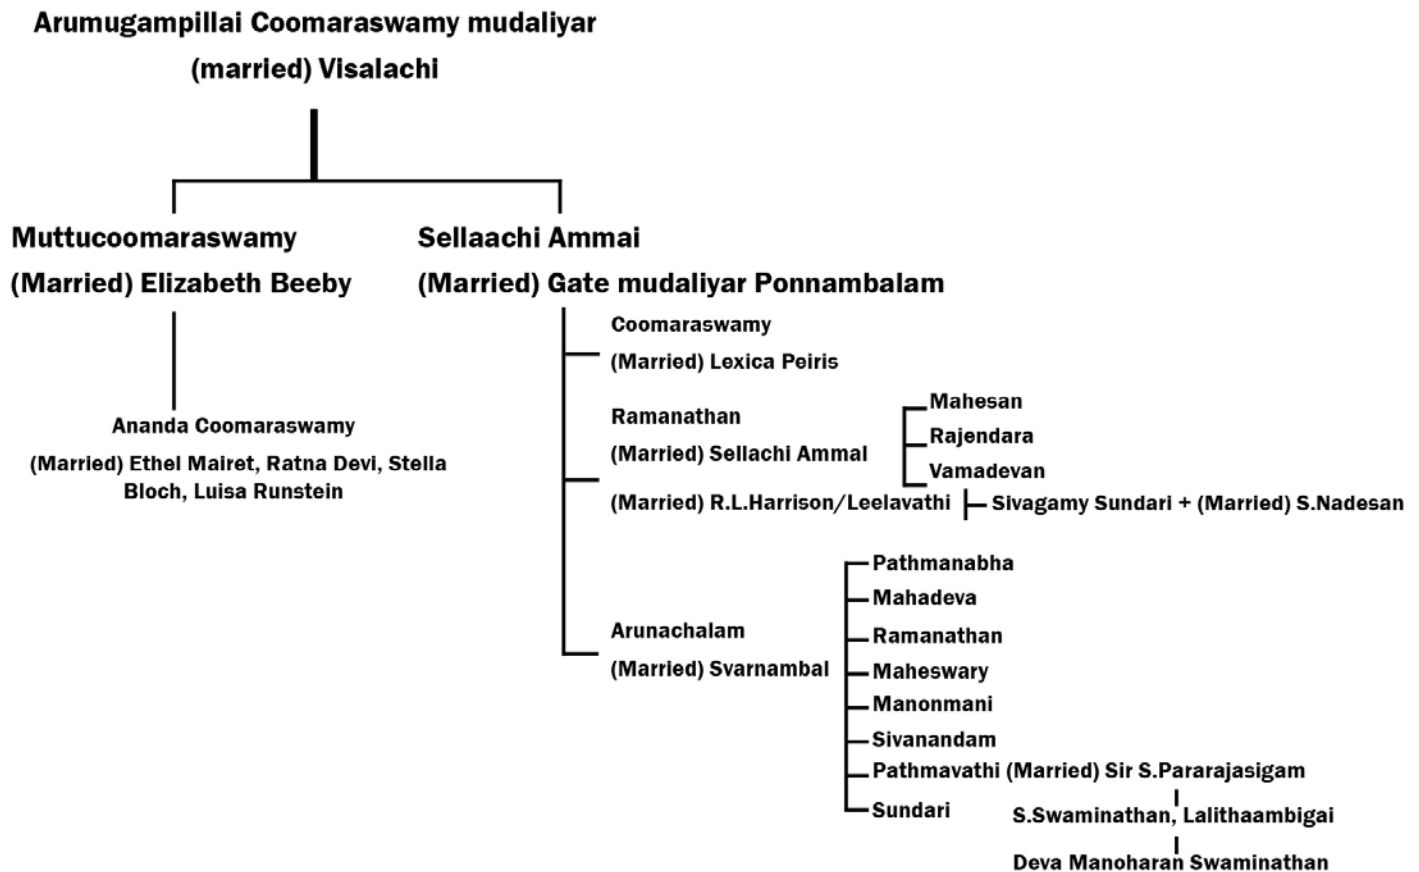 Arumugampillai Coomaraswamy mudaliyar
(married) Visalachi
Muttucoomaraswamy
(Married) Elizabeth Beeby
Ananda Coomaraswamy
(Married) Ethel Mairet, Ratna Devi, Stella
Bloch, Luisa Runstein
Sellaachi Ammai
(Married) Gate mudaliyar Ponnambalam
Coomaraswamy
(Married) Lexica Peiris
Ramanathan
(Married) Sellachi Ammal
Mahesan
Rajendara
Vamadevan
(Married) R.L.Harrison/Leelavathi
Sivagamy Sundari + (Married) S.Nadesan
Arunachalam
(Married) Svarnambal
Pathmanabha
Mahadeva
Ramanathan
Maheswary
Manonmani
Sivanandam
Pathmavathi (Married) Sir S.Pararajasigam
Sundari
S.Swaminathan, Lalithaambigai
Deva Manoharan Swaminathan